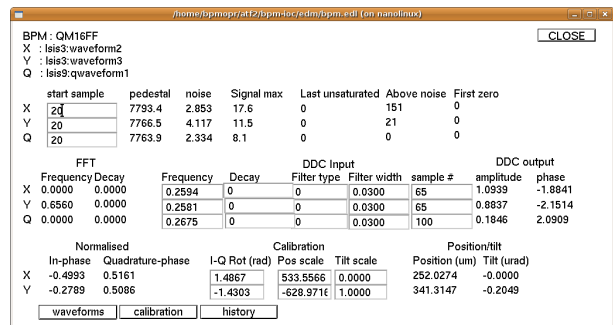 /home/bpmopr/atf2/bpm-loc/edm/bpm.edl (on nanolinux)
BPM : QM16FF CLOSE
X : lsis3:waveform2
Y : lsis3:waveform3
Q : lsis9:qwaveform1
start sample pedestal noise Signal max Last unsaturated Above noise First zero
X 20 7793.4 2.853 17.6 0 151 0
Y 20 7766.5 4.117 11.5 0 21 0
Q 20 7763.9 2.334 8.1 0 0 0
FFT DDC Input DDC output
Frequency Decay Frequency Decay Filter type Filter width sample # amplitude phase
X 0.0000 0.0000 0.2594 0 0 0.0300 65 1.0939 -1.8841
Y 0.6560 0.0000 0.2581 0 0 0.0300 65 0.8837 -2.1514
Q 0.0000 0.0000 0.2675 0 0 0.0300 100 0.1846 2.0909
Normalised Calibration Position/tilt
In-phase Quadrature-phase I-Q Rot (rad) Pos scale Tilt scale Position (um) Tilt (urad)
X -0.4993 0.5161 1.4867 533.5566 0.0000 252.0274 -0.0000
Y -0.2789 0.5086 -1.4303 -628.9716 1.0000 341.3147 -0.2049
waveforms calibration history